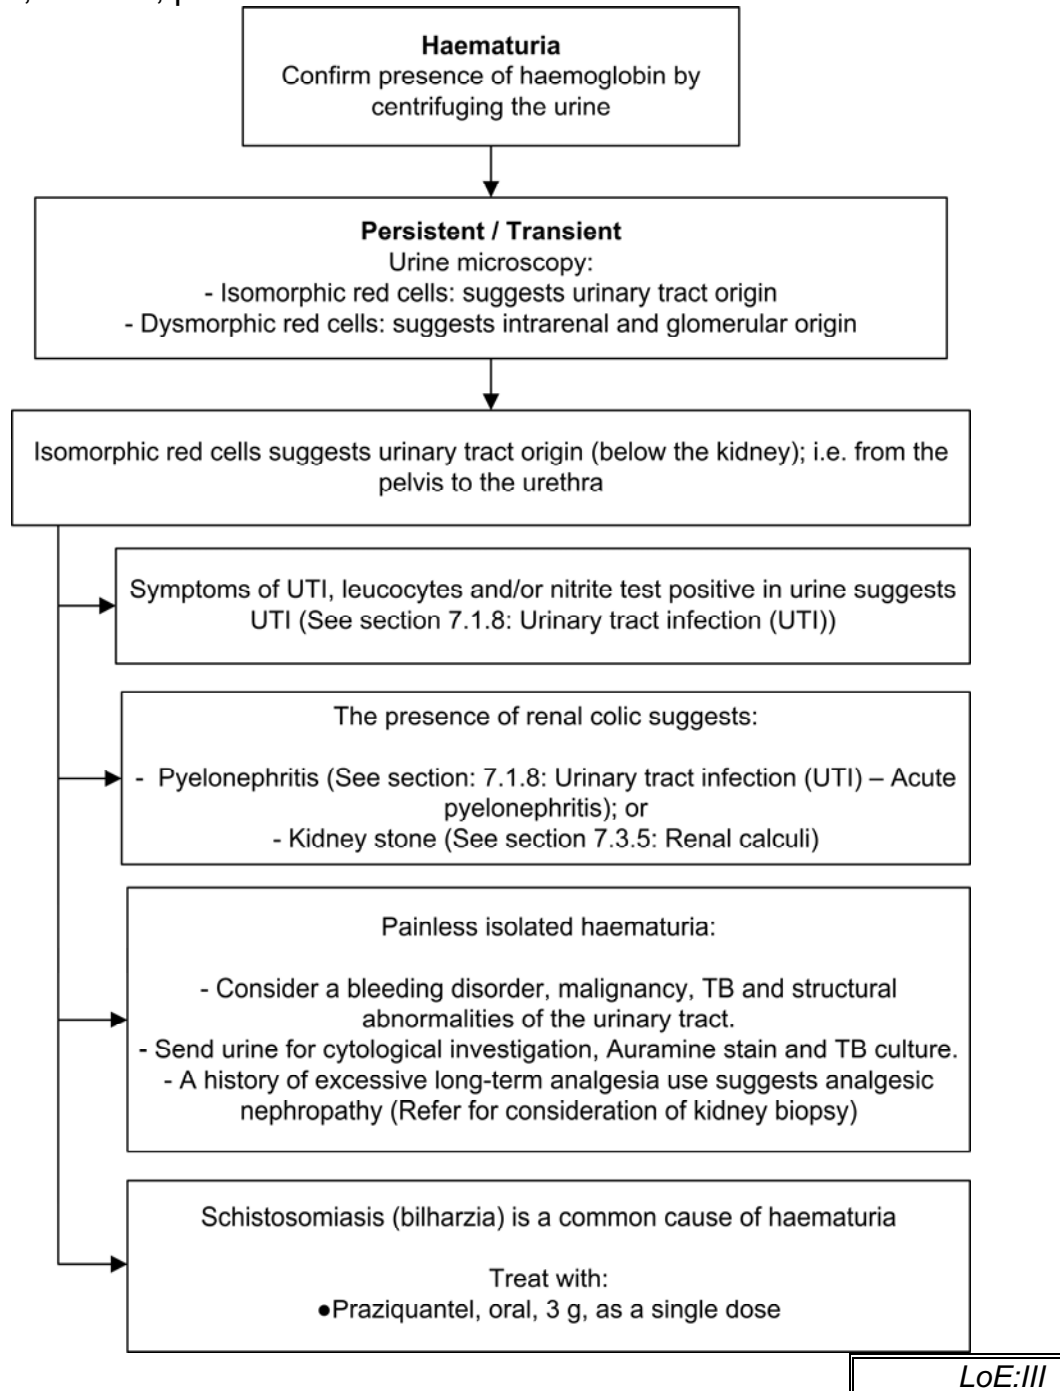 Haematuria
Confirm presence of haemoglobin by
centrifuging the urine
Persistent / Transient
Urine microscopy:
- Isomorphic red cells: suggests urinary tract origin
- Dysmorphic red cells: suggests intrarenal and glomerular origin
Isomorphic red cells suggests urinary tract origin (below the kidney); i.e. from the
pelvis to the urethra
Symptoms of UTI, leucocytes and/or nitrite test positive in urine suggests
UTI (See section 7.1.8: Urinary tract infection (UTI))
The presence of renal colic suggests:
- Pyelonephritis (See section: 7.1.8: Urinary tract infection (UTI) – Acute
pyelonephritis); or
- Kidney stone (See section 7.3.5: Renal calculi)
Painless isolated haematuria:
- Consider a bleeding disorder, malignancy, TB and structural
abnormalities of the urinary tract.
- Send urine for cytological investigation, Auramine stain and TB culture.
- A history of excessive long-term analgesia use suggests analgesic
nephropathy (Refer for consideration of kidney biopsy)
Schistosomiasis (bilharzia) is a common cause of haematuria
Treat with:
●Praziquantel, oral, 3 g, as a single dose
LoE:III